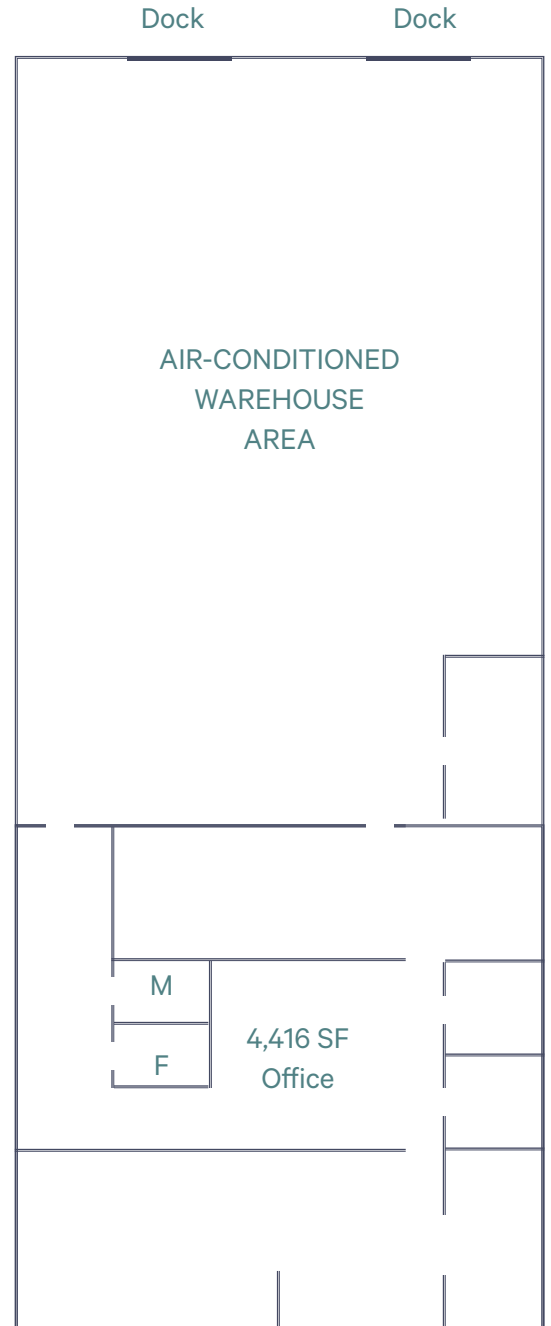 Dock Dock
AIR-CONDITIONED
WAREHOUSE
AREA
M
F
4,416 SF
Office